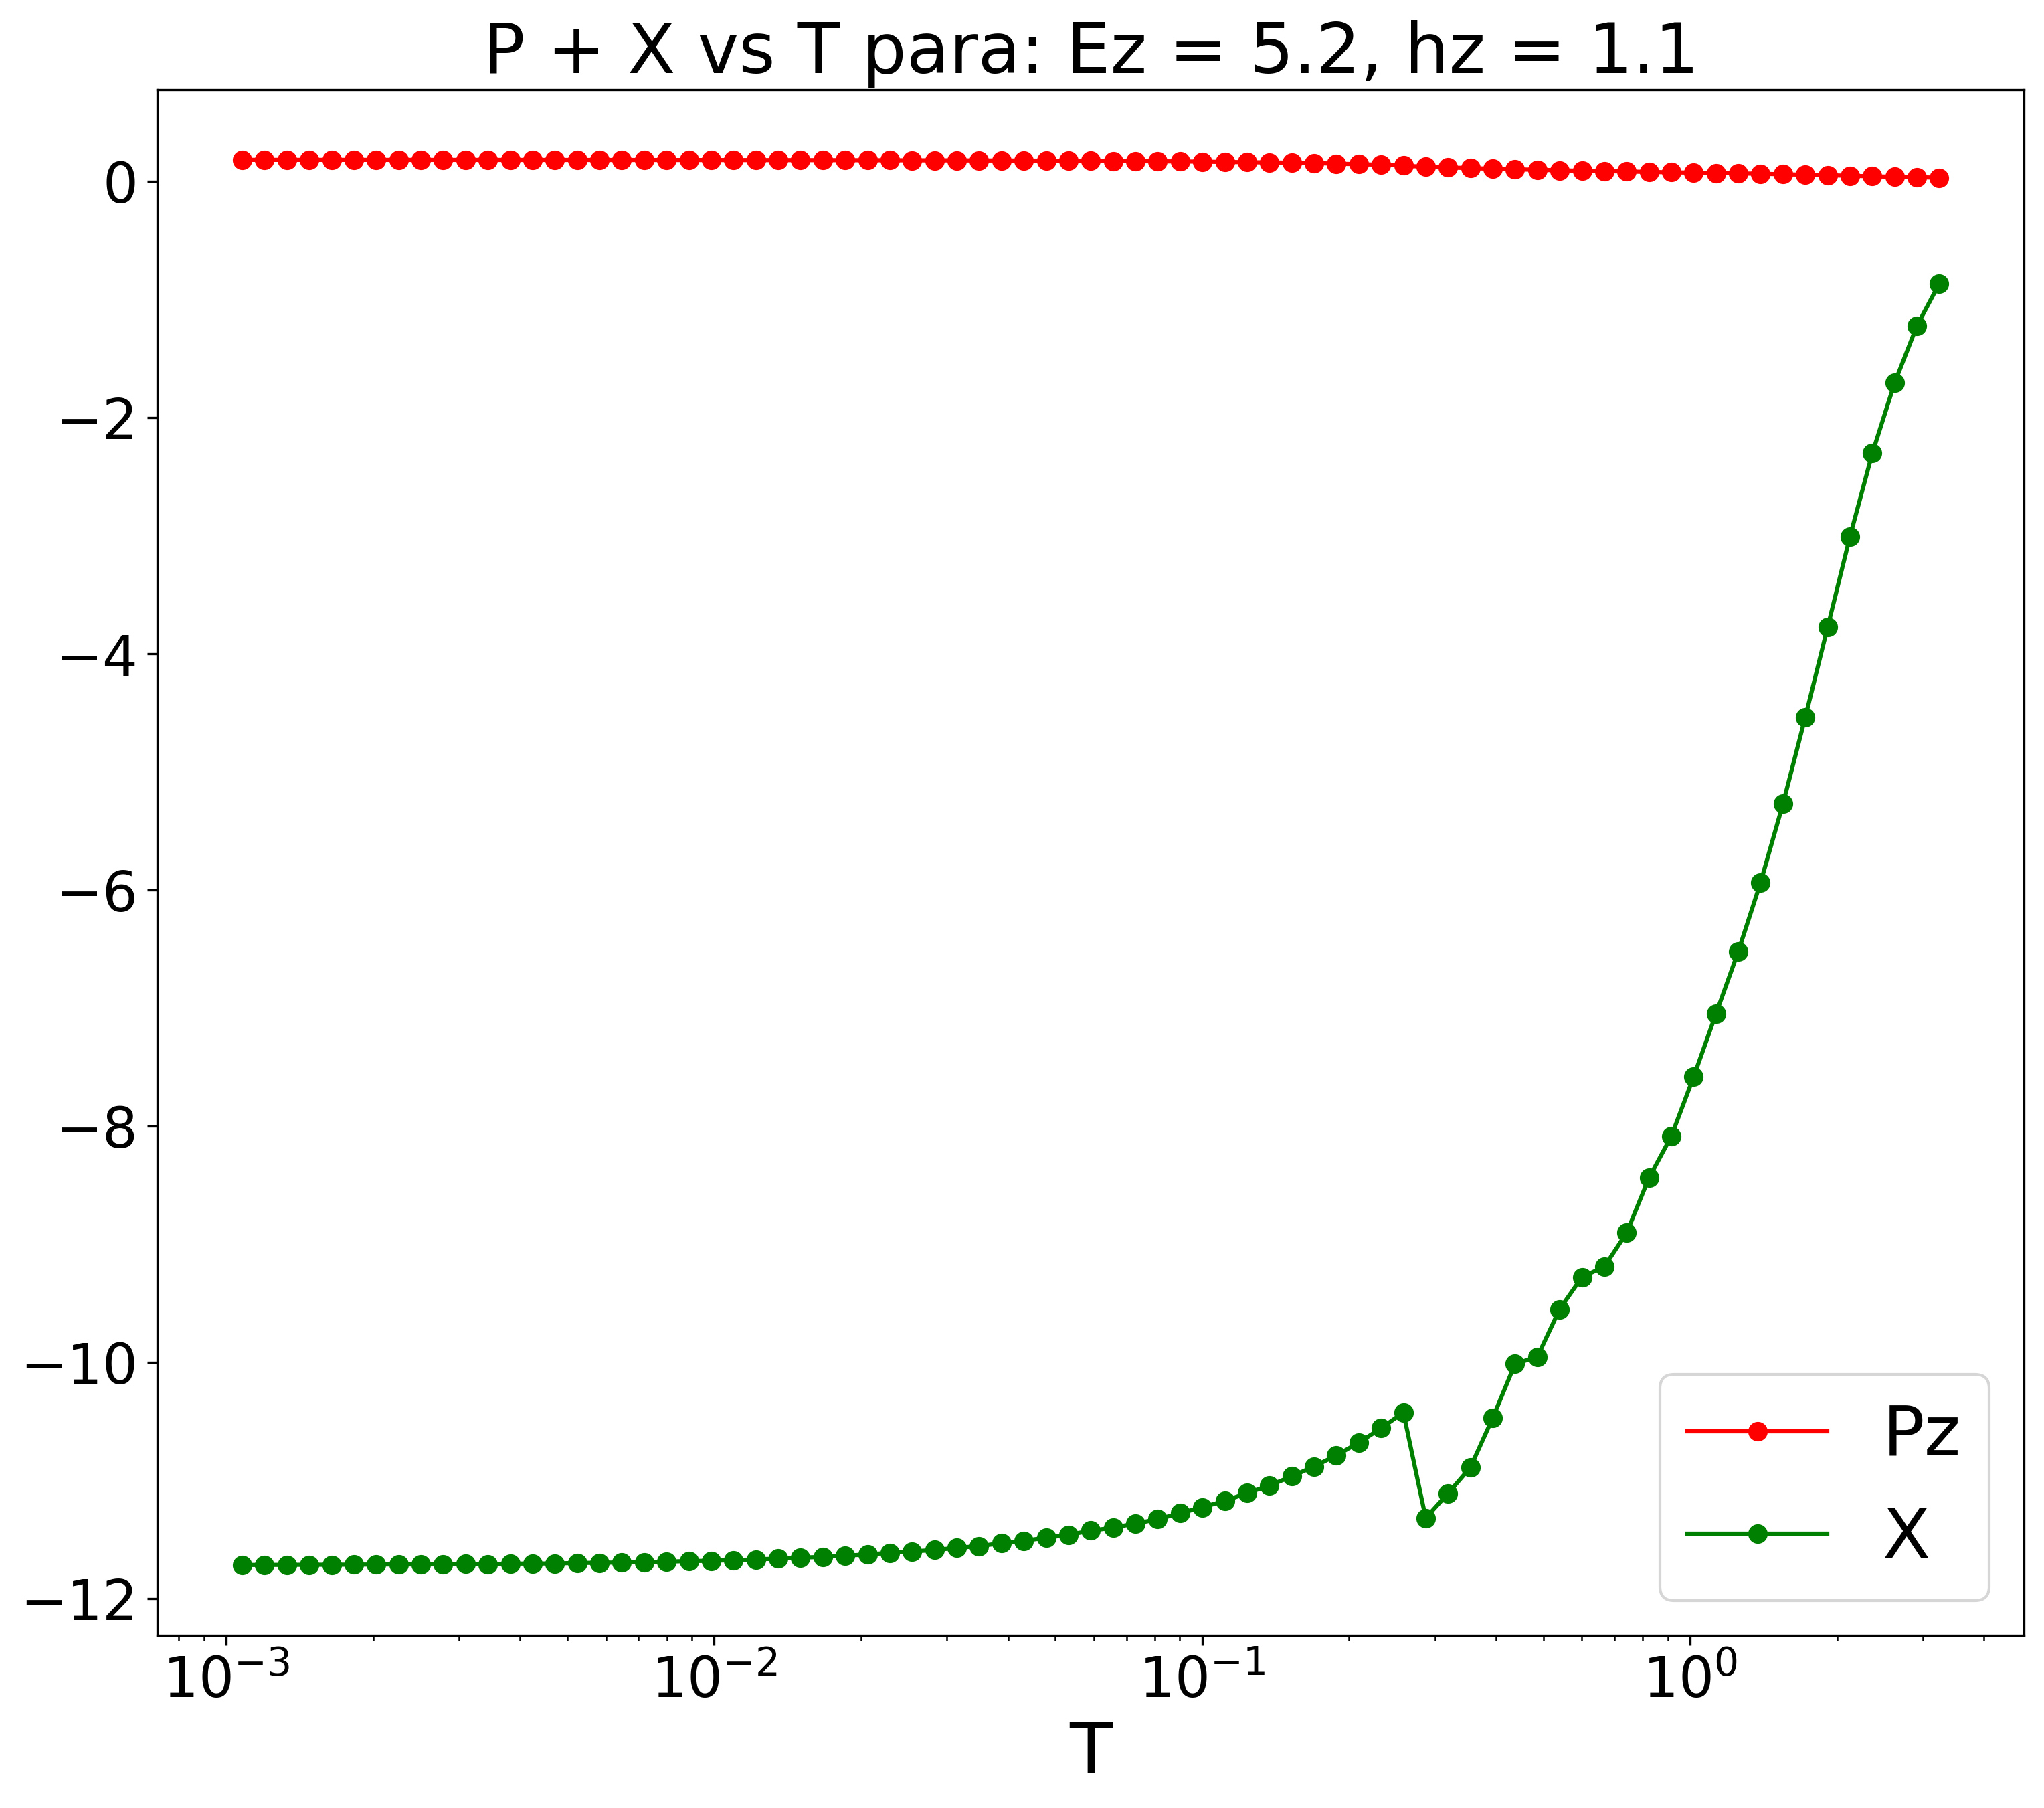 P + X vs T para: Ez = 5.2, hz = 1.1
0
−2
−4
−6
−8
−10
−12
10⁻³ 10⁻² 10⁻¹ 10⁰
T
Pz
X